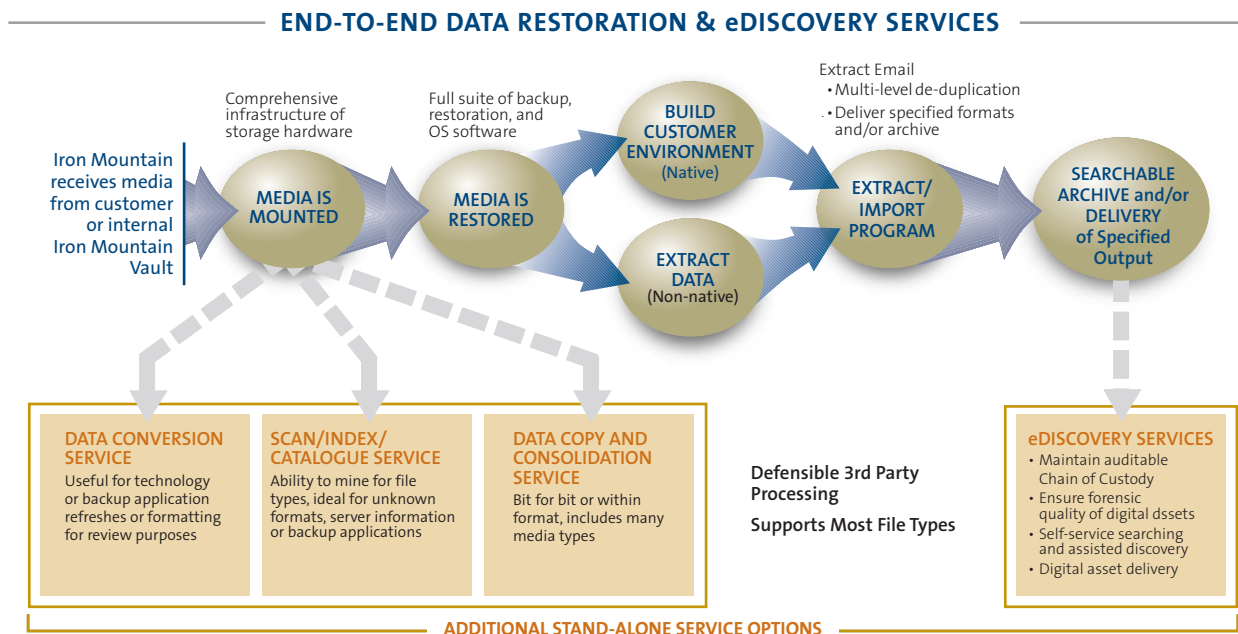 END-TO-END DATA RESTORATION & eDISCOVERY SERVICES
Iron Mountain
receives media
from customer
or internal
Iron Mountain
Vault
Comprehensive
infrastructure of
storage hardware
MEDIA IS
MOUNTED
Full suite of backup,
restoration, and
OS software
MEDIA IS
RESTORED
BUILD
CUSTOMER
ENVIRONMENT
(Native)
EXTRACT
DATA
(Non-native)
Extract Email
• Multi-level de-duplication
. • Deliver specified formats
and/or archive
EXTRACT/
IMPORT
PROGRAM
SEARCHABLE
ARCHIVE and/or
DELIVERY
of Specified
Output
DATA CONVERSION
SERVICE
Useful for technology
or backup application
refreshes or formatting
for review purposes
SCAN/INDEX/
CATALOGUE SERVICE
Ability to mine for file
types, ideal for unknown
formats, server information
or backup applications
DATA COPY AND
CONSOLIDATION
SERVICE
Bit for bit or within
format, includes many
media types
Defensible 3rd Party
Processing
Supports Most File Types
eDISCOVERY SERVICES
• Maintain auditable
Chain of Custody
• Ensure forensic
quality of digital dssets
• Self-service searching
and assisted discovery
• Digital asset delivery
ADDITIONAL STAND-ALONE SERVICE OPTIONS